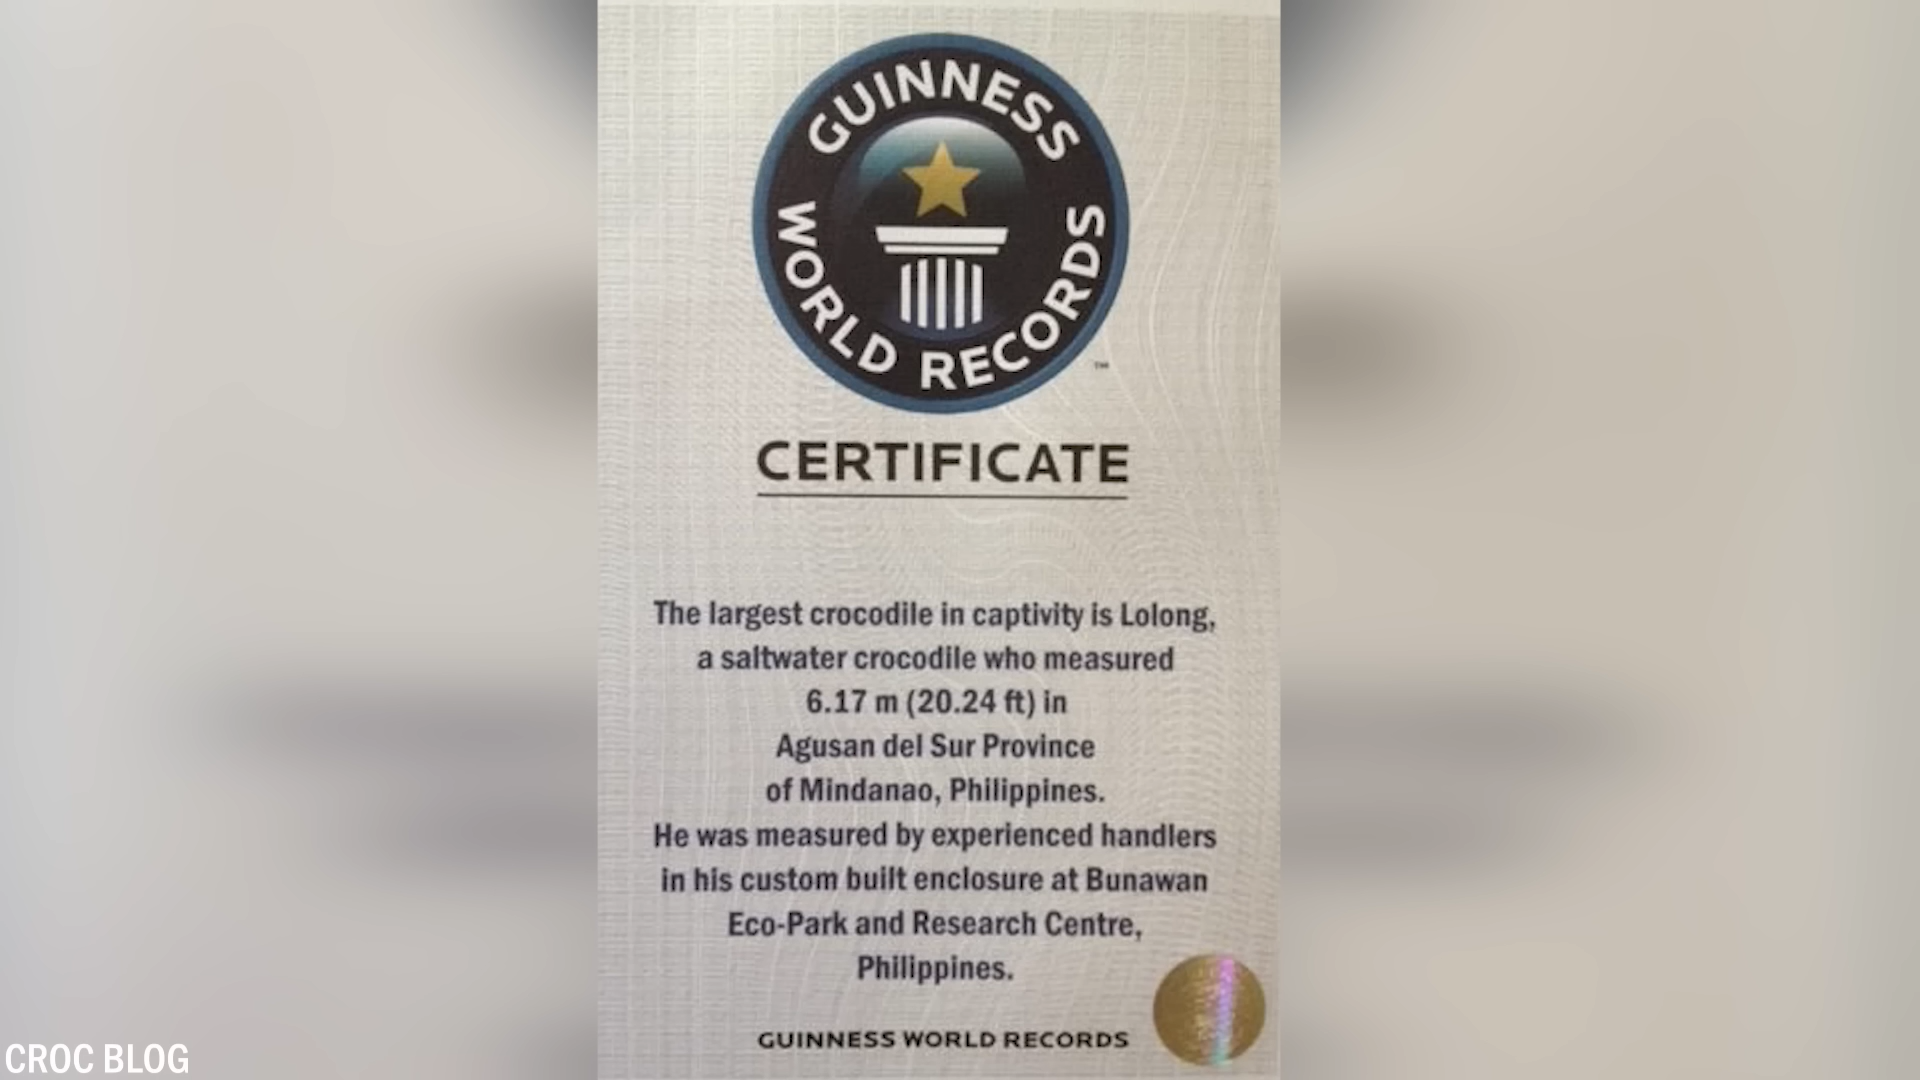 GUINNESS
WORLD RECORDS
™
CERTIFICATE
The largest crocodile in captivity is Lolong,
a saltwater crocodile who measured
6.17 m (20.24 ft) in
Agusan del Sur Province
of Mindanao, Philippines.
He was measured by experienced handlers
in his custom built enclosure at Bunawan
Eco-Park and Research Centre,
Philippines.
GUINNESS WORLD RECORDS
CROC BLOG